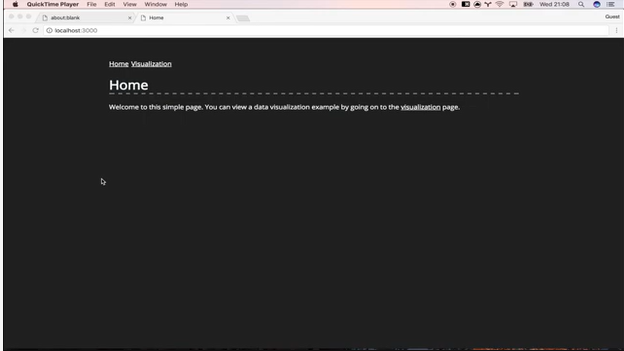 QuickTime Player File Edit View Window Help Wed 21:08
about:blank Home Guest
localhost:3000
Home Visualization
Home
Welcome to this simple page. You can view a data visualization example by going on to the visualization page.